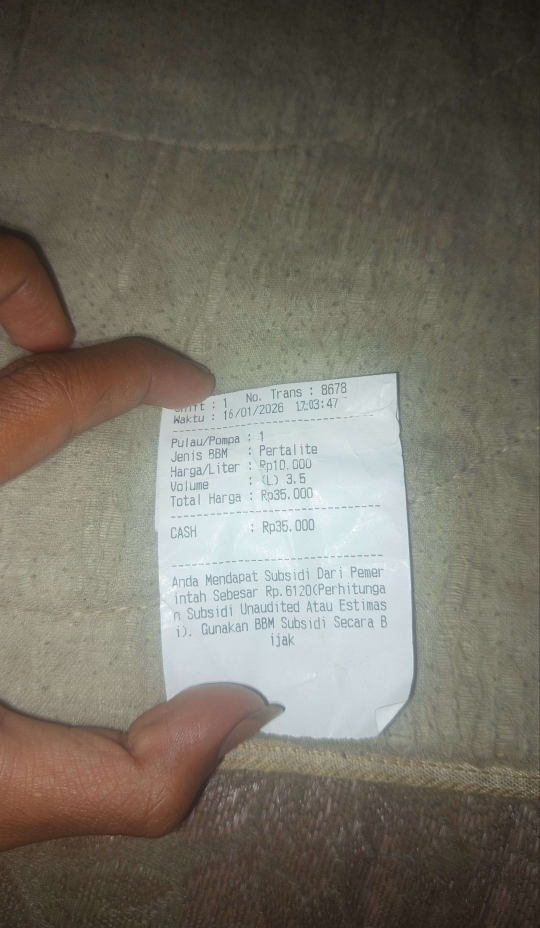 Shift : 1 No. Trans : 8678
Waktu : 16/01/2026 17:03:47
Pulau/Pompa : 1
Jenis BBM : Pertalite
Harga/Liter : Rp10.000
Volume : (L) 3.5
Total Harga : Rp35.000
CASH : Rp35.000
Anda Mendapat Subsidi Dari Pemer
intah Sebesar Rp.6120(Perhitunga
n Subsidi Unaudited Atau Estimas
i). Gunakan BBM Subsidi Secara B
ijak